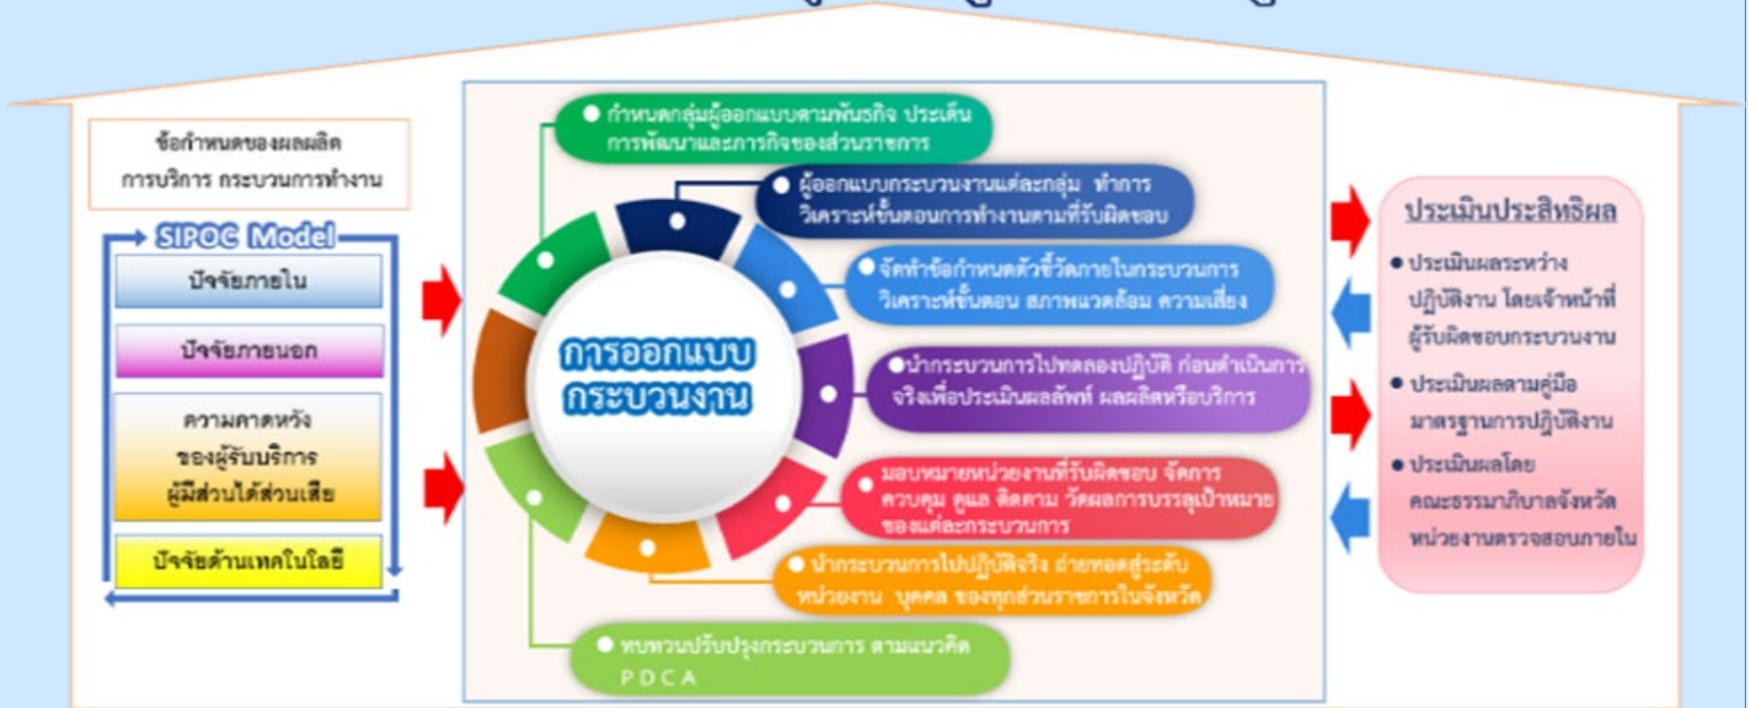 ข้อกำหนดของผลผลิต
การบริการ กระบวนการทำงาน
SIPOC Model
ปัจจัยภายใน
ปัจจัยภายนอก
ความคาดหวัง
ของผู้รับบริการ
ผู้มีส่วนได้ส่วนเสีย
ปัจจัยด้านเทคโนโลยี
การออกแบบ
กระบวนงาน
กำหนดกลุ่มผู้ออกแบบตามพันธกิจ ประเด็น
การพัฒนาและภารกิจของส่วนราชการ
ผู้ออกแบบกระบวนงานแต่ละกลุ่ม ทำการ
วิเคราะห์ขั้นตอนการทำงานตามที่รับผิดชอบ
จัดทำข้อกำหนดตัวชี้วัดภายในกระบวนการ
วิเคราะห์ขั้นตอน สภาพแวดล้อม ความเสี่ยง
นำกระบวนการไปทดลองปฏิบัติ ก่อนดำเนินการ
จริงเพื่อประเมินผลลัพท์ ผลผลิตหรือบริการ
มอบหมายหน่วยงานที่รับผิดชอบ จัดการ
ควบคุม ดูแล ติดตาม วัดผลการบรรลุเป้าหมาย
ของแต่ละกระบวนการ
นำกระบวนการไปปฏิบัติจริง ถ่ายทอดสู่ระดับ
หน่วยงาน บุคคล ของทุกส่วนราชการในจังหวัด
ทบทวนปรับปรุงกระบวนการ ตามแนวคิด
P D C A
ประเมินประสิทธิผล
ประเมินผลระหว่าง
ปฏิบัติงาน โดยเจ้าหน้าที่
ผู้รับผิดชอบกระบวนงาน
ประเมินผลตามคู่มือ
มาตรฐานการปฏิบัติงาน
ประเมินผลโดย
คณะธรรมาภิบาลจังหวัด
หน่วยงานตรวจสอบภายใน